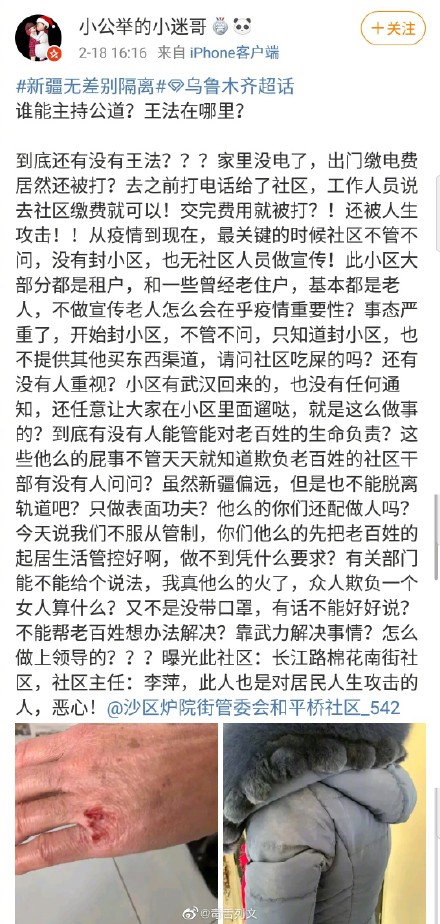 小公举的小迷哥
2-18 16:16 来自 iPhone客户端
+关注
#新疆无差别隔离# 乌鲁木齐超话
谁能主持公道？王法在哪里？
到底还有没有王法？？？家里没电了，出门缴电费
居然还被打？去之前打电话给了社区，工作人员说
去社区缴费就可以！交完费用就被打？！还被人生
攻击！！从疫情到现在，最关键的时候社区不管不
问，没有封小区，也无社区人员做宣传！此小区大
部分都是租户，和一些曾经老住户，基本都是老
人，不做宣传老人怎么会在乎疫情重要性？事态严
重了，开始封小区，不管不问，只知道封小区，也
不提供其他买东西渠道，请问社区吃屎的吗？还有
没有人重视？小区有武汉回来的，也没有任何通
知，还任意让大家在小区里面遛哒，就是这么做事
的？到底有没有人能管能对老百姓的生命负责？这
些他么的屁事不管天天就知道欺负老百姓的社区干
部有没有人问问？虽然新疆偏远，但是也不能脱离
轨道吧？只做表面功夫？他么的你们还配做人吗？
今天说我们不服从管制，你们他么的先把老百姓的
起居生活管控好啊，做不到凭什么要求？有关部门
能不能给个说法，我真他么的火了，众人欺负一个
女人算什么？又不是没带口罩，有话不能好好说？
不能帮老百姓想办法解决？靠武力解决事情？怎么
做上领导的？？？曝光此社区：长江路棉花南街社
区，社区主任：李萍，此人也是对居民人生攻击的
人，恶心！@沙区炉院街管委会和平桥社区_542
@毒舌列文